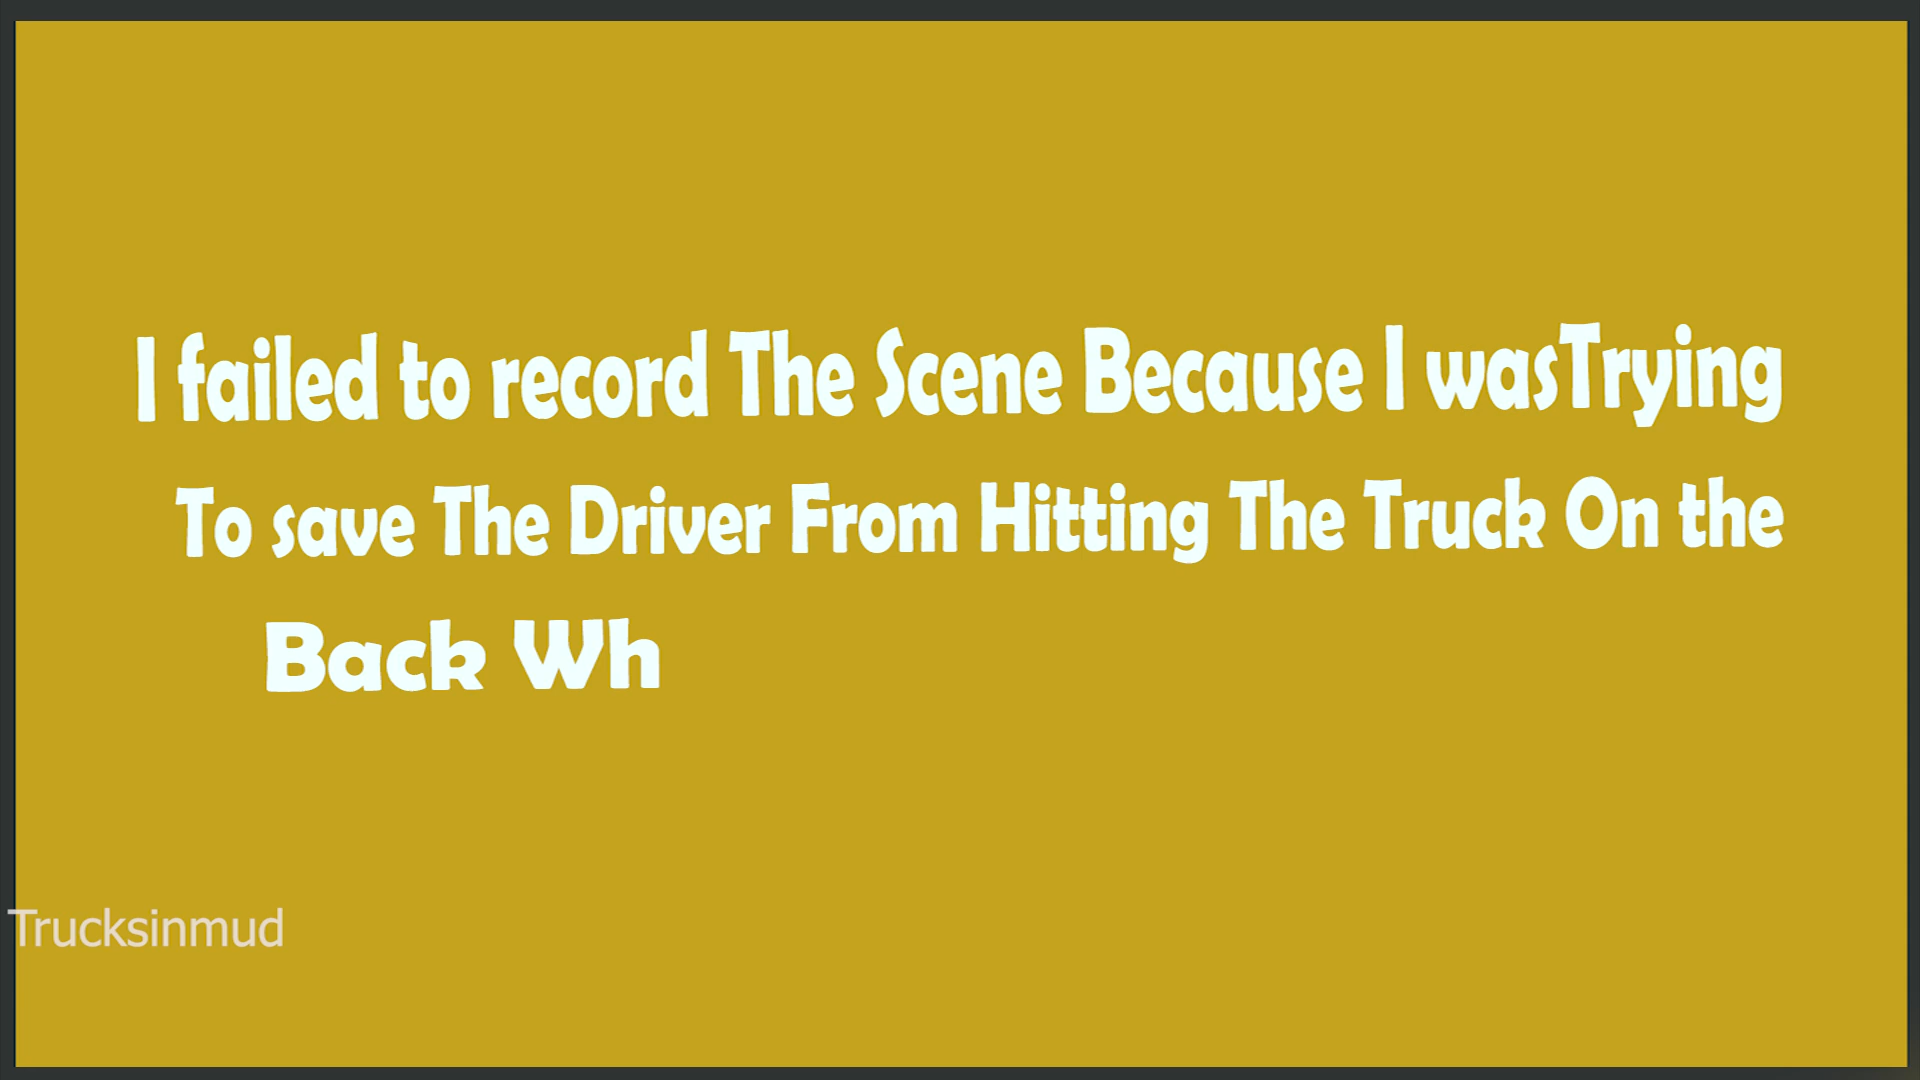 I failed to record The Scene Because I wasTrying
To save The Driver From Hitting The Truck On the
Back Wh
Trucksinmud